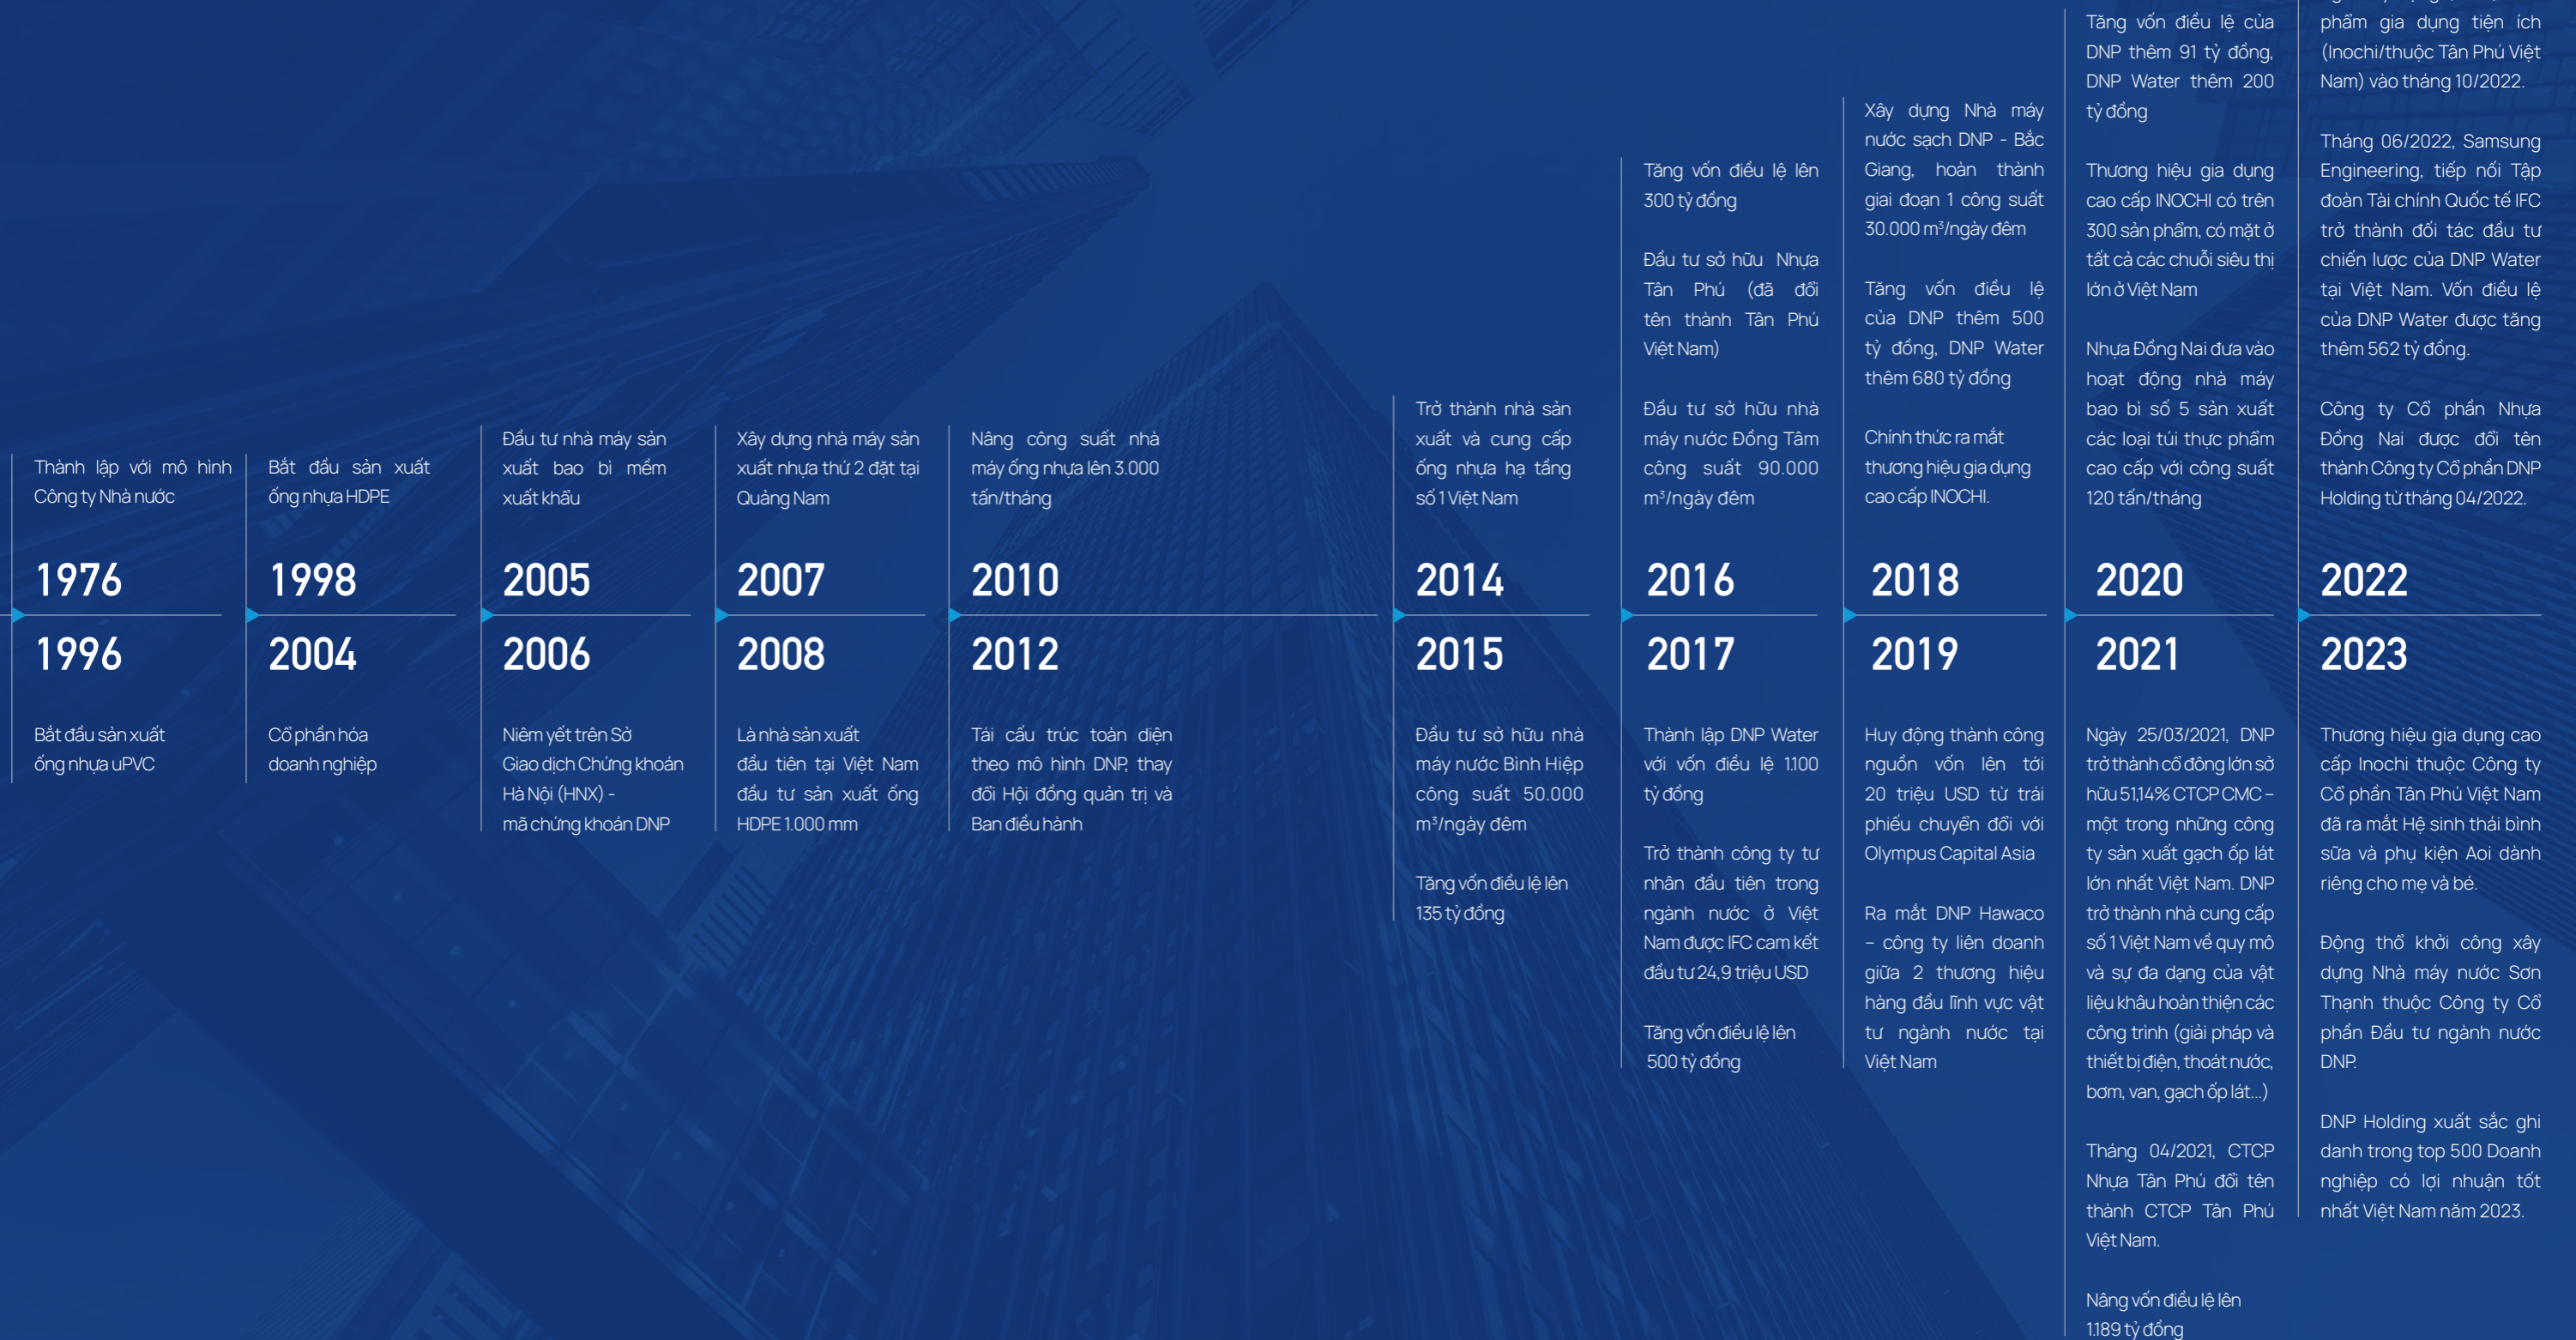 Thành lập với mô hình
Công ty Nhà nước
1976
1996
Bắt đầu sản xuất
ống nhựa uPVC
Bắt đầu sản xuất
ống nhựa HDPE
1998
2004
Cổ phần hóa
doanh nghiệp
Đầu tư nhà máy sản
xuất bao bì mềm
xuất khẩu
2005
2006
Niêm yết trên Sở
Giao dịch Chứng khoán
Hà Nội (HNX) -
mã chứng khoán DNP
Xây dựng nhà máy sản
xuất nhựa thứ 2 đặt tại
Quảng Nam
2007
2008
Là nhà sản xuất
đầu tiên tại Việt Nam
đầu tư sản xuất ống
HDPE 1.000 mm
Nâng công suất nhà
máy ống nhựa lên 3.000
tấn/tháng
2010
2012
Tái cấu trúc toàn diện
theo mô hình DNP, thay
đổi Hội đồng quản trị và
Ban điều hành
Trở thành nhà sản
xuất và cung cấp
ống nhựa hạ tầng
số 1 Việt Nam
2014
2015
Đầu tư sở hữu nhà
máy nước Bình Hiệp
công suất 50.000
m³/ngày đêm
Tăng vốn điều lệ lên
135 tỷ đồng
Tăng vốn điều lệ lên
300 tỷ đồng
Đầu tư sở hữu Nhựa
Tân Phú (đã đổi
tên thành Tân Phú
Việt Nam)
Đầu tư sở hữu nhà
máy nước Đồng Tâm
công suất 90.000
m³/ngày đêm
2016
2017
Thành lập DNP Water
với vốn điều lệ 1.100
tỷ đồng
Trở thành công ty tư
nhân đầu tiên trong
ngành nước ở Việt
Nam được IFC cam kết
đầu tư 24,9 triệu USD
Tăng vốn điều lệ lên
500 tỷ đồng
Xây dựng Nhà máy
nước sạch DNP - Bắc
Giang, hoàn thành
giai đoạn 1 công suất
30.000 m³/ngày đêm
Tăng vốn điều lệ
của DNP thêm 500
tỷ đồng, DNP Water
thêm 680 tỷ đồng
Chính thức ra mắt
thương hiệu gia dụng
cao cấp INOCHI.
2018
2019
Huy động thành công
nguồn vốn lên tới
20 triệu USD từ trái
phiếu chuyển đổi với
Olympus Capital Asia
Ra mắt DNP Hawaco
– công ty liên doanh
giữa 2 thương hiệu
hàng đầu lĩnh vực vật
tư ngành nước tại
Việt Nam
Tăng vốn điều lệ của
DNP thêm 91 tỷ đồng,
DNP Water thêm 200
tỷ đồng
Thương hiệu gia dụng
cao cấp INOCHI có trên
300 sản phẩm, có mặt ở
tất cả các chuỗi siêu thị
lớn ở Việt Nam
Nhựa Đồng Nai đưa vào
hoạt động nhà máy
bao bì số 5 sản xuất
các loại túi thực phẩm
cao cấp với công suất
120 tấn/tháng
2020
2021
Ngày 25/03/2021, DNP
trở thành cổ đông lớn sở
hữu 51,14% CTCP CMC –
một trong những công
ty sản xuất gạch ốp lát
lớn nhất Việt Nam. DNP
trở thành nhà cung cấp
số 1 Việt Nam về quy mô
và sự đa dạng của vật
liệu khâu hoàn thiện các
công trình (giải pháp và
thiết bị điện, thoát nước,
bơm, van, gạch ốp lát...)
Tháng 04/2021, CTCP
Nhựa Tân Phú đổi tên
thành CTCP Tân Phú
Việt Nam.
Nâng vốn điều lệ lên
1.189 tỷ đồng
phẩm gia dụng tiện ích
(Inochi/thuộc Tân Phú Việt
Nam) vào tháng 10/2022.
Tháng 06/2022, Samsung
Engineering, tiếp nối Tập
đoàn Tài chính Quốc tế IFC
trở thành đối tác đầu tư
chiến lược của DNP Water
tại Việt Nam. Vốn điều lệ
của DNP Water được tăng
thêm 562 tỷ đồng.
Công ty Cổ phần Nhựa
Đồng Nai được đổi tên
thành Công ty Cổ phần DNP
Holding từ tháng 04/2022.
2022
2023
Thương hiệu gia dụng cao
cấp Inochi thuộc Công ty
Cổ phần Tân Phú Việt Nam
đã ra mắt Hệ sinh thái bình
sữa và phụ kiện Aoi dành
riêng cho mẹ và bé.
Động thổ khởi công xây
dựng Nhà máy nước Sơn
Thạnh thuộc Công ty Cổ
phần Đầu tư ngành nước
DNP.
DNP Holding xuất sắc ghi
danh trong top 500 Doanh
nghiệp có lợi nhuận tốt
nhất Việt Nam năm 2023.